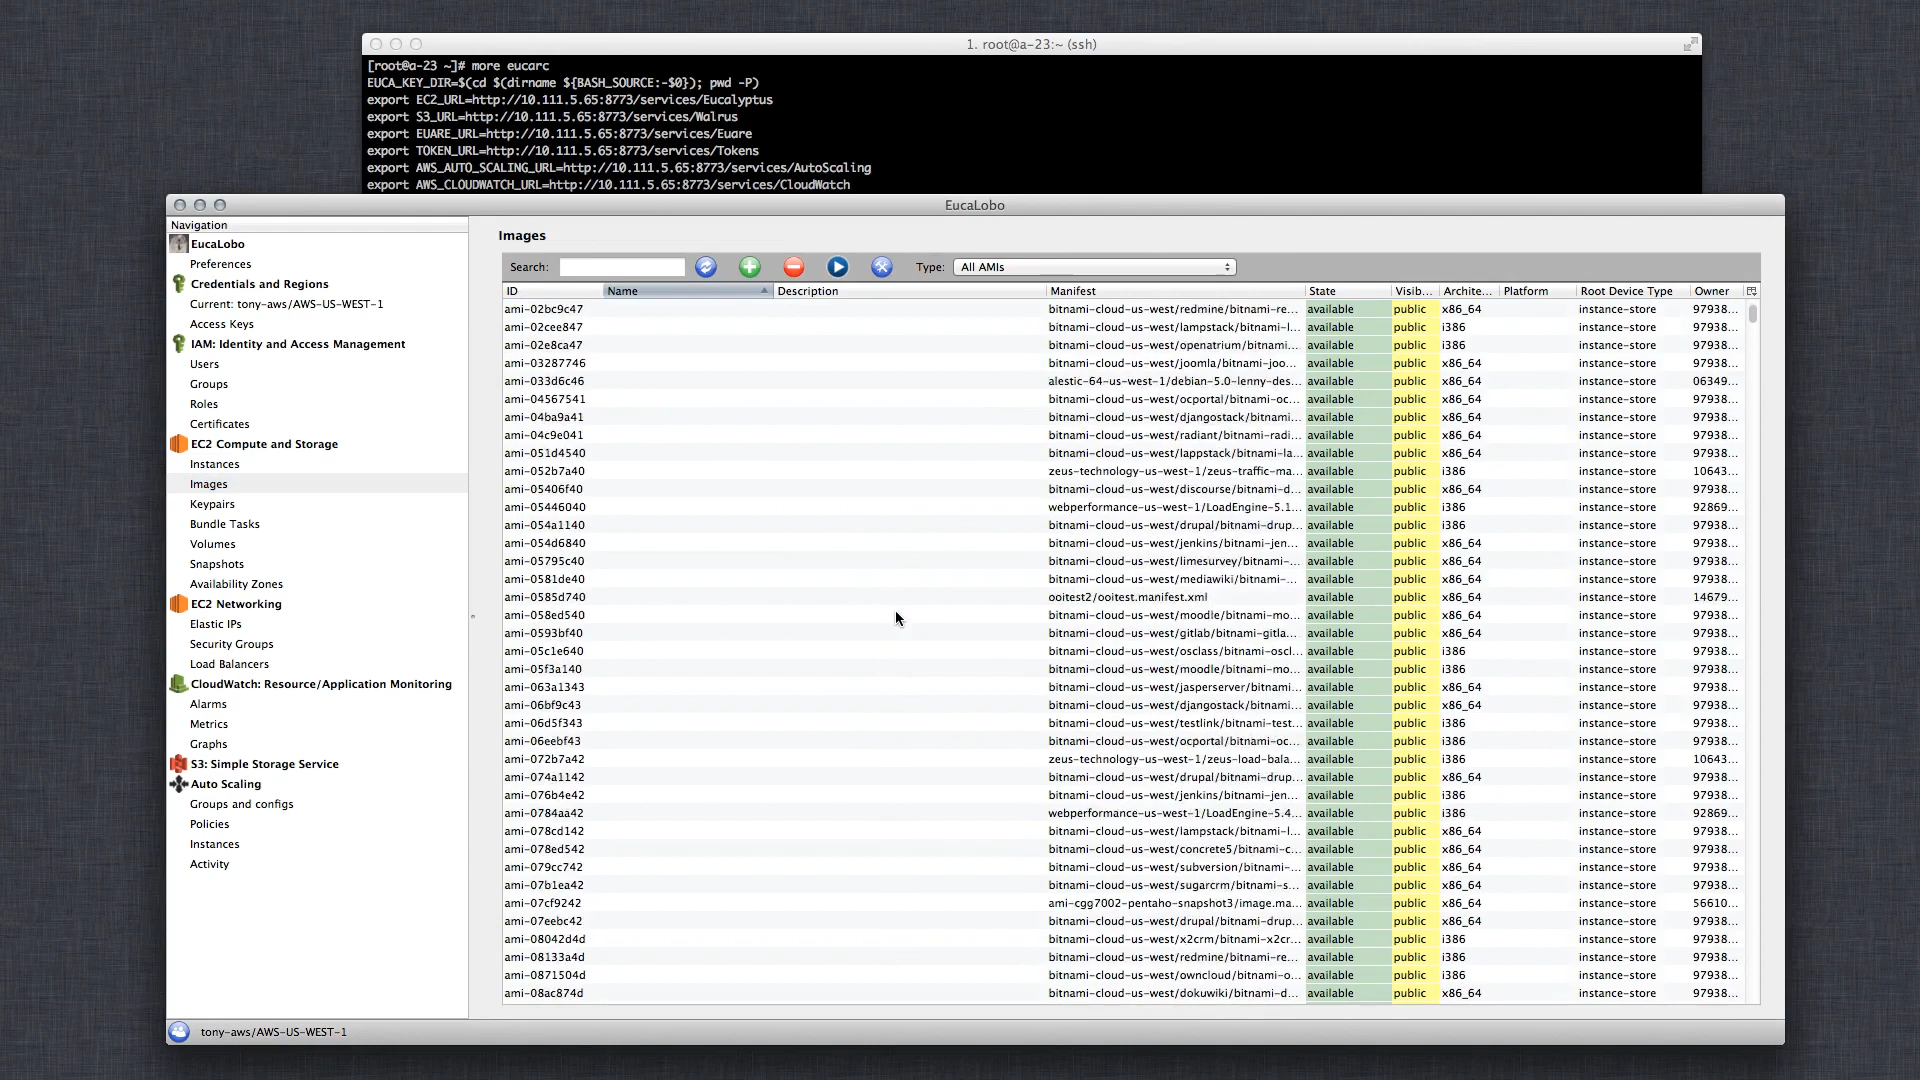 1. root@a-23:~ (ssh)
[root@a-23 ~]# more eucarc
EUCA_KEY_DIR=$(cd $(dirname ${BASH_SOURCE:-$0}); pwd -P)
export EC2_URL=http://10.111.5.65:8773/services/Eucalyptus
export S3_URL=http://10.111.5.65:8773/services/Walrus
export EUARE_URL=http://10.111.5.65:8773/services/Euare
export TOKEN_URL=http://10.111.5.65:8773/services/Tokens
export AWS_AUTO_SCALING_URL=http://10.111.5.65:8773/services/AutoScaling
export AWS_CLOUDWATCH_URL=http://10.111.5.65:8773/services/CloudWatch
EucaLobo
Navigation
EucaLobo
Preferences
Credentials and Regions
Current: tony-aws/AWS-US-WEST-1
Access Keys
IAM: Identity and Access Management
Users
Groups
Roles
Certificates
EC2 Compute and Storage
Instances
Images
Keypairs
Bundle Tasks
Volumes
Snapshots
Availability Zones
EC2 Networking
Elastic IPs
Security Groups
Load Balancers
CloudWatch: Resource/Application Monitoring
Alarms
Metrics
Graphs
S3: Simple Storage Service
Auto Scaling
Groups and configs
Policies
Instances
Activity
Images
Search: Type: All AMIs
ID Name Description Manifest State Visib... Archite... Platform Root Device Type Owner
ami-02bc9c47 bitnami-cloud-us-west/redmine/bitnami-re... available public x86_64 instance-store 97938...
ami-02cee847 bitnami-cloud-us-west/lampstack/bitnami-l... available public i386 instance-store 97938...
ami-02e8ca47 bitnami-cloud-us-west/openatrium/bitnami... available public i386 instance-store 97938...
ami-03287746 bitnami-cloud-us-west/joomla/bitnami-joo... available public x86_64 instance-store 97938...
ami-033d6c46 alestic-64-us-west-1/debian-5.0-lenny-des... available public x86_64 instance-store 06349...
ami-04567541 bitnami-cloud-us-west/ocportal/bitnami-oc... available public x86_64 instance-store 97938...
ami-04ba9a41 bitnami-cloud-us-west/djangostack/bitnami... available public x86_64 instance-store 97938...
ami-04c9e041 bitnami-cloud-us-west/radiant/bitnami-radi... available public x86_64 instance-store 97938...
ami-051d4540 bitnami-cloud-us-west/lappstack/bitnami-la... available public x86_64 instance-store 97938...
ami-052b7a40 zeus-technology-us-west-1/zeus-traffic-ma... available public i386 instance-store 10643...
ami-05406f40 bitnami-cloud-us-west/discourse/bitnami-d... available public x86_64 instance-store 97938...
ami-05446040 webperformance-us-west-1/LoadEngine-5.1... available public i386 instance-store 92869...
ami-054a1140 bitnami-cloud-us-west/drupal/bitnami-drup... available public i386 instance-store 97938...
ami-054d6840 bitnami-cloud-us-west/jenkins/bitnami-jen... available public x86_64 instance-store 97938...
ami-05795c40 bitnami-cloud-us-west/limesurvey/bitnami-... available public x86_64 instance-store 97938...
ami-0581de40 bitnami-cloud-us-west/mediawiki/bitnami-... available public x86_64 instance-store 97938...
ami-0585d740 ooitest2/ooitest.manifest.xml available public x86_64 instance-store 14679...
ami-058ed540 bitnami-cloud-us-west/moodle/bitnami-mo... available public x86_64 instance-store 97938...
ami-0593bf40 bitnami-cloud-us-west/gitlab/bitnami-gitla... available public x86_64 instance-store 97938...
ami-05c1e640 bitnami-cloud-us-west/osclass/bitnami-oscl... available public i386 instance-store 97938...
ami-05f3a140 bitnami-cloud-us-west/moodle/bitnami-mo... available public i386 instance-store 97938...
ami-063a1343 bitnami-cloud-us-west/jasperserver/bitnami... available public x86_64 instance-store 97938...
ami-06bf9c43 bitnami-cloud-us-west/djangostack/bitnami... available public x86_64 instance-store 97938...
ami-06d5f343 bitnami-cloud-us-west/testlink/bitnami-test... available public i386 instance-store 97938...
ami-06eebf43 bitnami-cloud-us-west/ocportal/bitnami-oc... available public i386 instance-store 97938...
ami-072b7a42 zeus-technology-us-west-1/zeus-load-bala... available public i386 instance-store 10643...
ami-074a1142 bitnami-cloud-us-west/drupal/bitnami-drup... available public x86_64 instance-store 97938...
ami-076b4e42 bitnami-cloud-us-west/jenkins/bitnami-jen... available public i386 instance-store 97938...
ami-0784aa42 webperformance-us-west-1/LoadEngine-5.4... available public i386 instance-store 92869...
ami-078cd142 bitnami-cloud-us-west/lampstack/bitnami-l... available public x86_64 instance-store 97938...
ami-078ed542 bitnami-cloud-us-west/concrete5/bitnami-c... available public i386 instance-store 97938...
ami-079cc742 bitnami-cloud-us-west/subversion/bitnami-... available public x86_64 instance-store 97938...
ami-07b1ea42 bitnami-cloud-us-west/sugarcrm/bitnami-s... available public x86_64 instance-store 97938...
ami-07cf9242 ami-cgg7002-pentaho-snapshot3/image.ma... available public x86_64 instance-store 56610...
ami-07eebc42 bitnami-cloud-us-west/drupal/bitnami-drup... available public x86_64 instance-store 97938...
ami-08042d4d bitnami-cloud-us-west/x2crm/bitnami-x2cr... available public i386 instance-store 97938...
ami-08133a4d bitnami-cloud-us-west/redmine/bitnami-re... available public i386 instance-store 97938...
ami-0871504d bitnami-cloud-us-west/owncloud/bitnami-o... available public i386 instance-store 97938...
ami-08ac874d bitnami-cloud-us-west/dokuwiki/bitnami-d... available public x86_64 instance-store 97938...
tony-aws/AWS-US-WEST-1